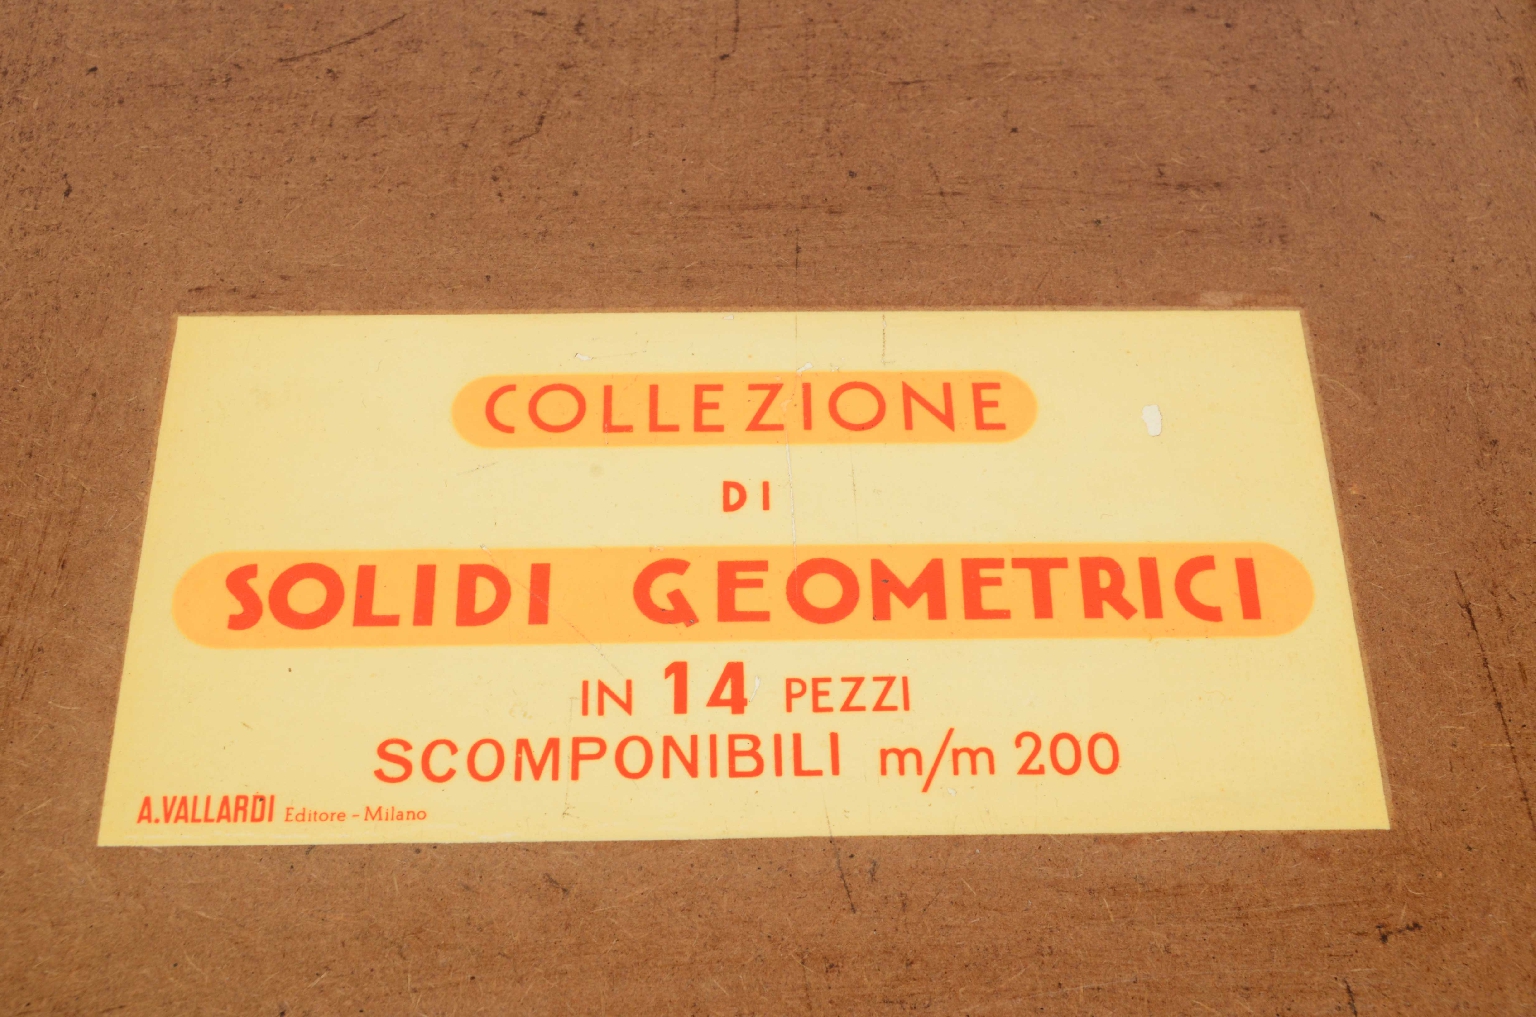 COLLEZIONE
DI
SOLIDI GEOMETRICI
IN 14 PEZZI
SCOMPONIBILI m/m 200
A.VALLARDI Editore - Milano